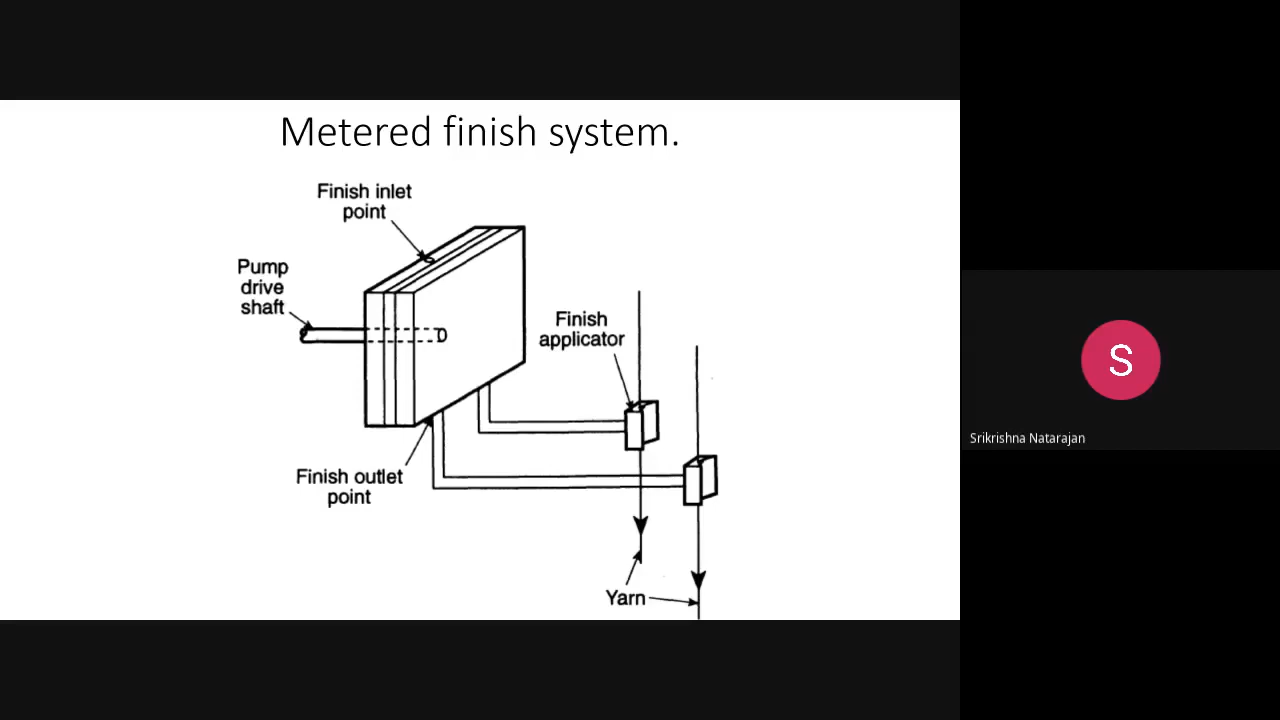 Metered finish system.
Finish inlet
point
Pump
drive
shaft
Finish
applicator
Finish outlet
point
Yarn
S
Srikrishna Natarajan